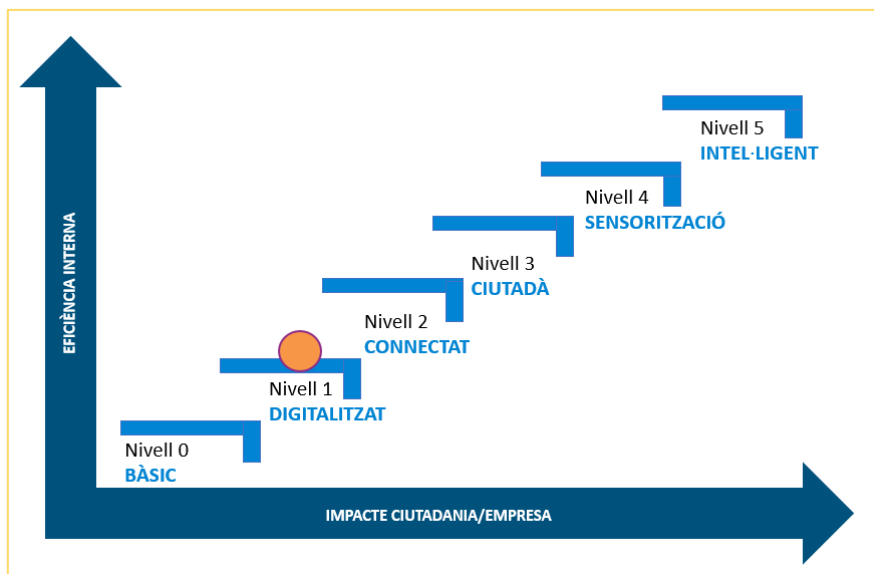 Nivell 5
INTEL·LIGENT
Nivell 4
SENSORITZACIÓ
Nivell 3
CIUTADÀ
Nivell 2
CONNECTAT
Nivell 1
DIGITALITZAT
Nivell 0
BÀSIC
EFICIÈNCIA INTERNA
IMPACTE CIUTADANIA/EMPRESA